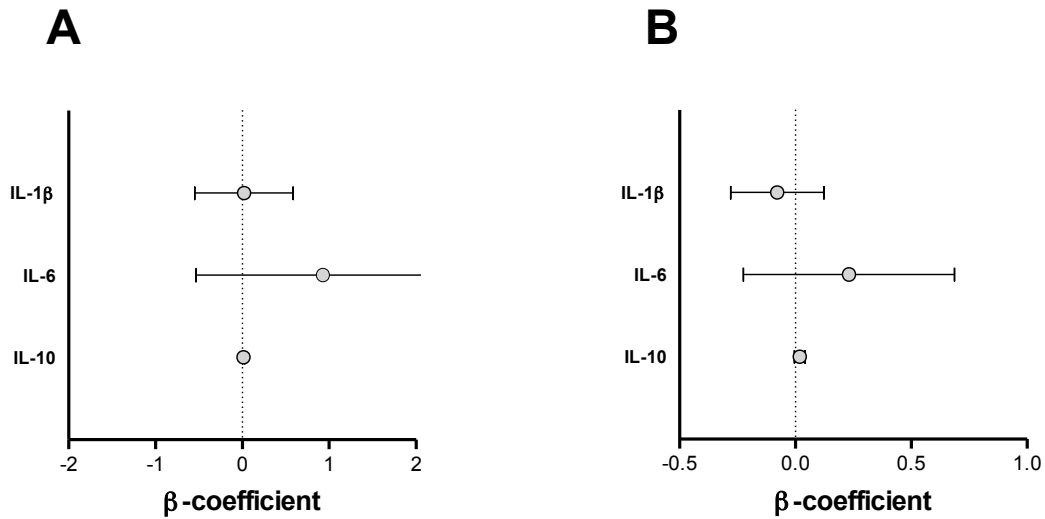 A
IL-1β
IL-6
IL-10
-2 -1 0 1 2
β-coefficient
B
IL-1β
IL-6
IL-10
-0.5 0.0 0.5 1.0
β-coefficient